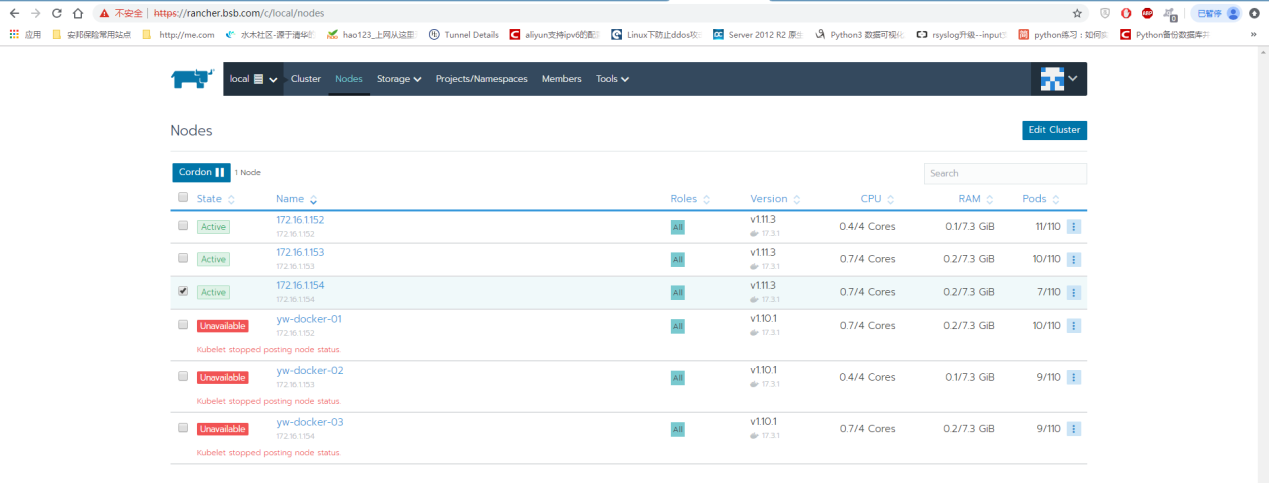 不安全 | https://rancher.bsb.com/c/local/nodes 已暂停
应用 安邦保险常用站点 http://me.com 水木社区-源于清华的 hao123_上网从这里 Tunnel Details aliyun支持ipv6的配 Linux下防止ddos攻 Server 2012 R2 原生 Python3 数据可视化 rsyslog升级--input python练习:如何实 Python备份数据库并 »
local Cluster Nodes Storage Projects/Namespaces Members Tools
Nodes Edit Cluster
Cordon 1 Node Search
State Name Roles Version CPU RAM Pods
Active 172.16.1.152 All v1.11.3 0.4/4 Cores 0.1/7.3 GiB 11/110
172.16.1.152 17.3.1
Active 172.16.1.153 All v1.11.3 0.7/4 Cores 0.2/7.3 GiB 10/110
172.16.1.153 17.3.1
Active 172.16.1.154 All v1.11.3 0.7/4 Cores 0.2/7.3 GiB 7/110
172.16.1.154 17.3.1
Unavailable yw-docker-01 All v1.10.1 0.7/4 Cores 0.2/7.3 GiB 10/110
172.16.1.152 17.3.1
Kubelet stopped posting node status.
Unavailable yw-docker-02 All v1.10.1 0.4/4 Cores 0.1/7.3 GiB 9/110
172.16.1.153 17.3.1
Kubelet stopped posting node status.
Unavailable yw-docker-03 All v1.10.1 0.7/4 Cores 0.2/7.3 GiB 9/110
172.16.1.154 17.3.1
Kubelet stopped posting node status.